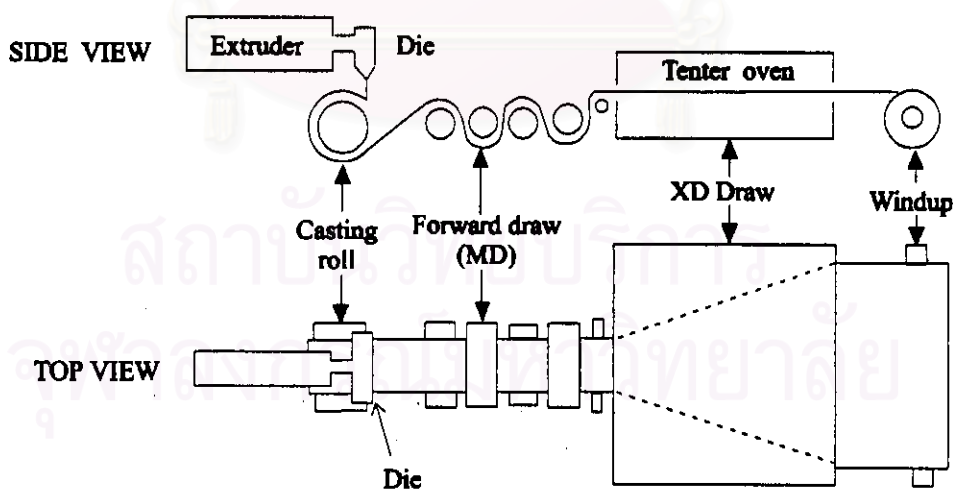 SIDE VIEW
Extruder
Die
Tenter oven
Casting
roll
Forward draw
(MD)
XD Draw
Windup
สถาบันวิทยบริการ
จุฬาลงกรณ์มหาวิทยาลัย
TOP VIEW
Die